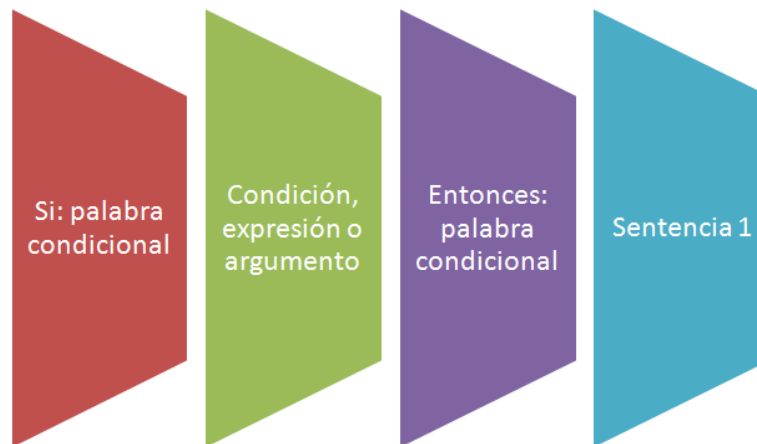 Si: palabra
condicional
Condición,
expresión o
argumento
Entonces:
palabra
condicional
Sentencia 1